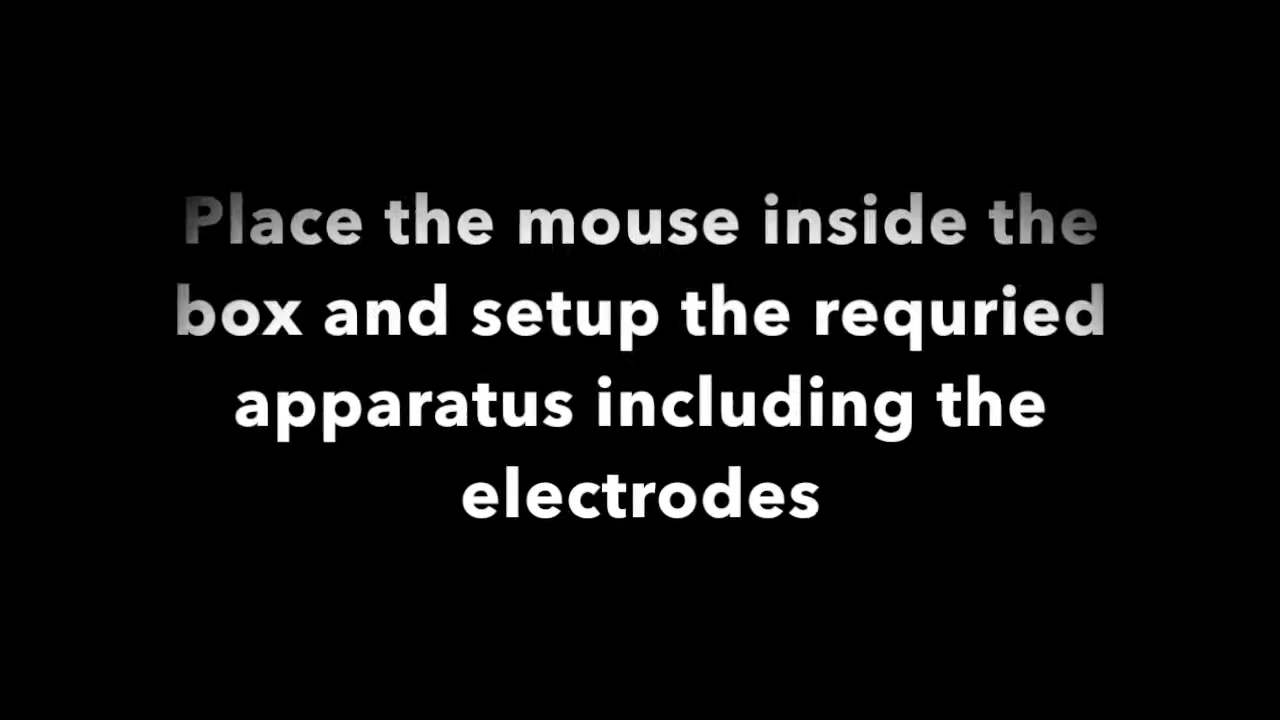 Place the mouse inside the
box and setup the requried
apparatus including the
electrodes